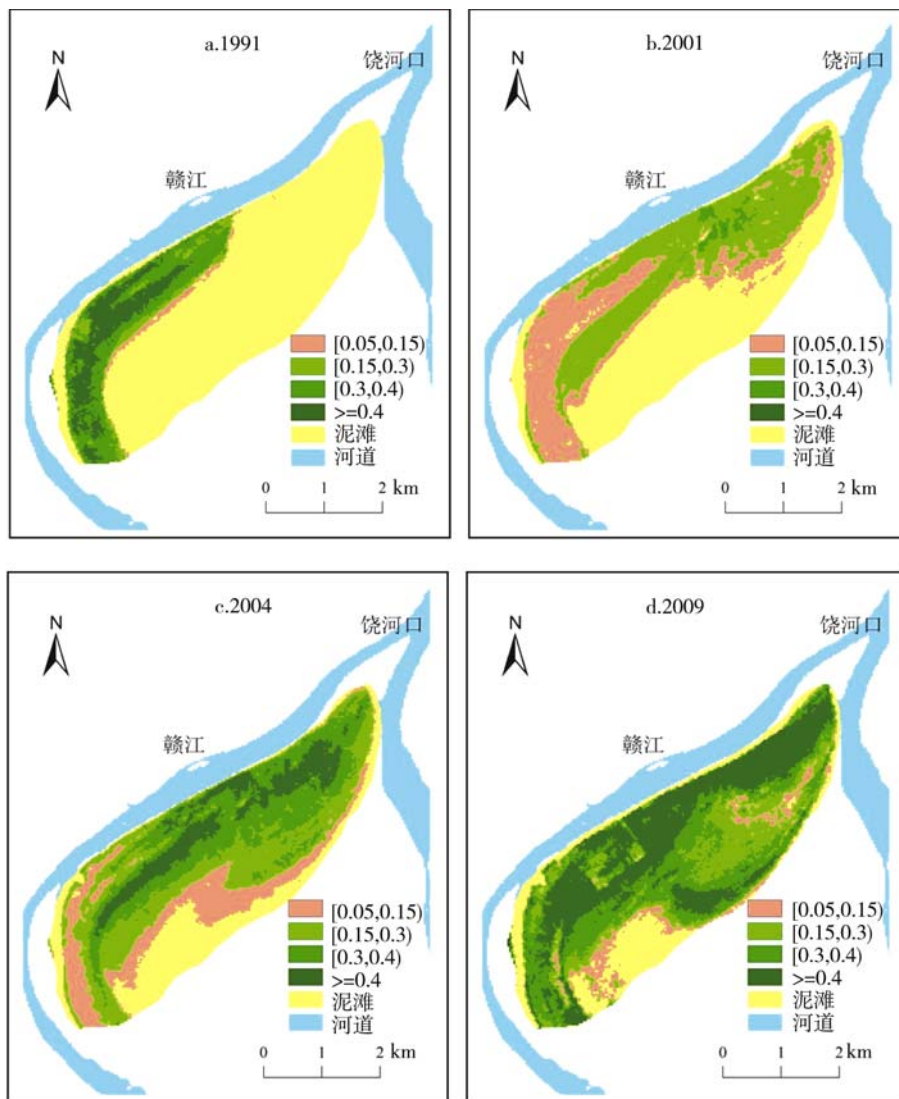 a.1991
N
饶河口
赣江
[0.05,0.15)
[0.15,0.3)
[0.3,0.4)
>=0.4
泥滩
河道
0 1 2 km
b.2001
N
饶河口
赣江
[0.05,0.15)
[0.15,0.3)
[0.3,0.4)
>=0.4
泥滩
河道
0 1 2 km
c.2004
N
饶河口
赣江
[0.05,0.15)
[0.15,0.3)
[0.3,0.4)
>=0.4
泥滩
河道
0 1 2 km
d.2009
N
饶河口
赣江
[0.05,0.15)
[0.15,0.3)
[0.3,0.4)
>=0.4
泥滩
河道
0 1 2 km